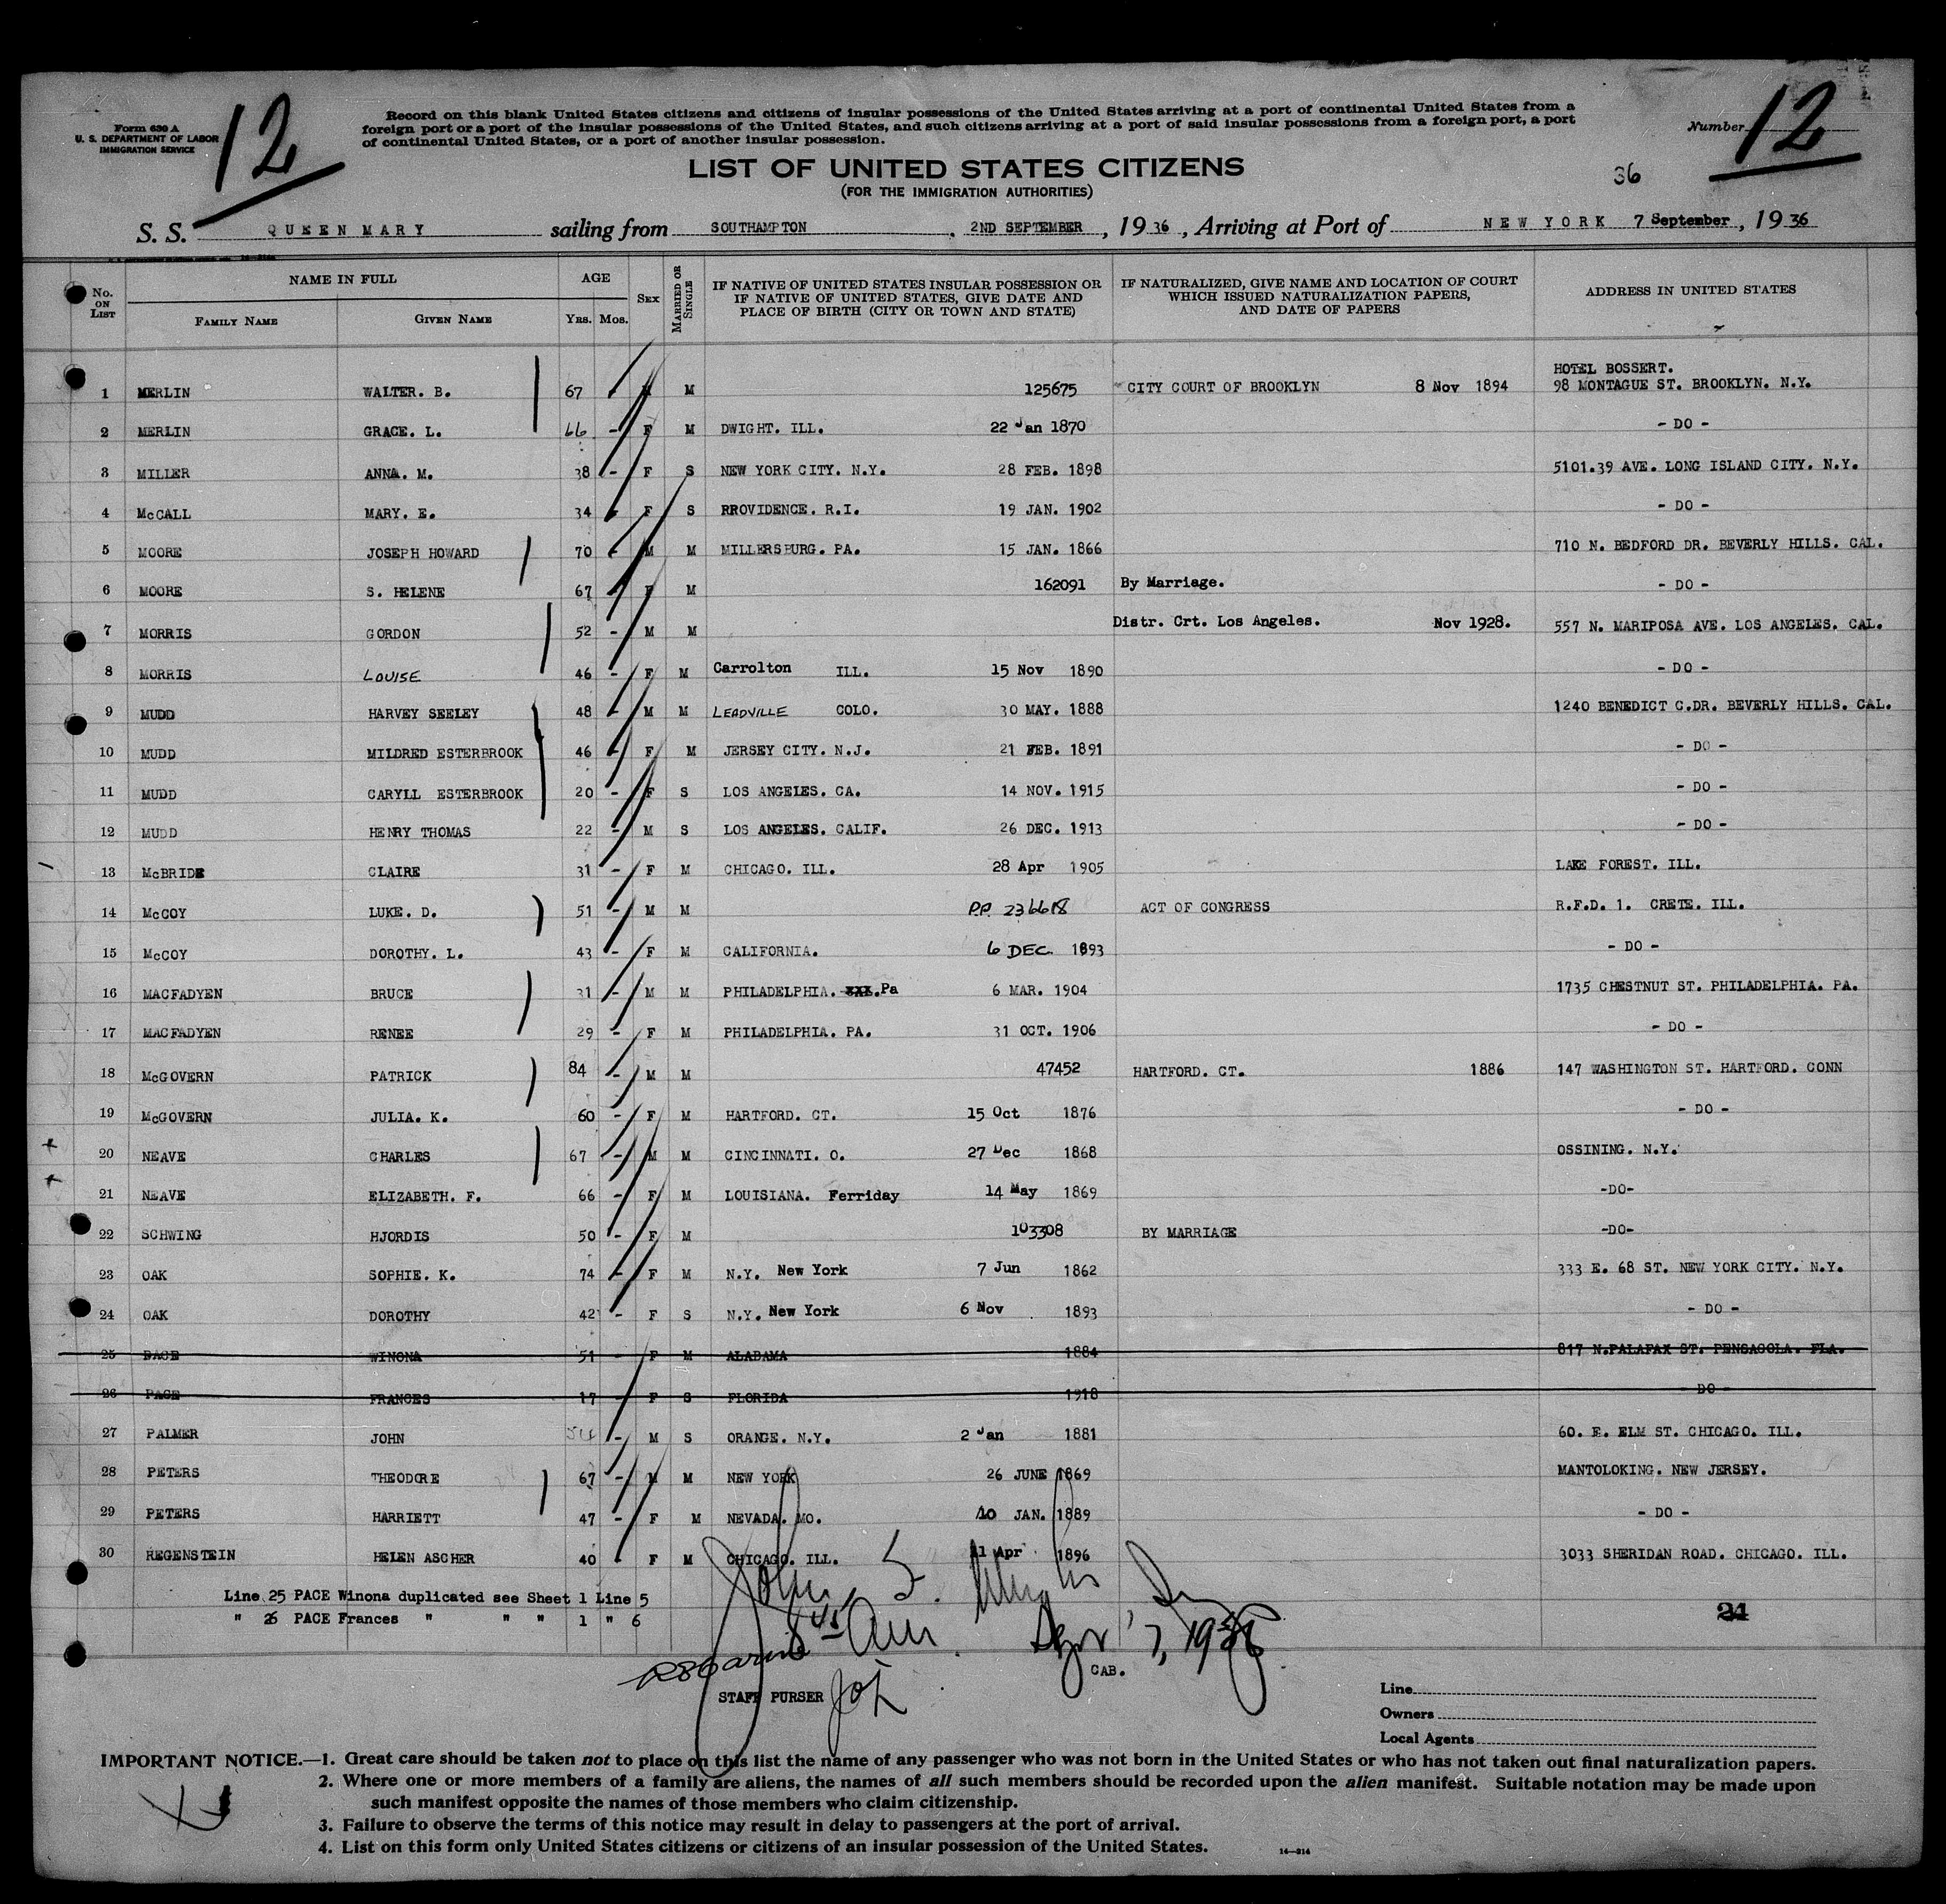 Form 630 A
U. S. DEPARTMENT OF LABOR
IMMIGRATION SERVICE
12
Record on this blank United States citizens and citizens of insular possessions of the United States arriving at a port of continental United States from a
foreign port or a port of the insular possessions of the United States, and such citizens arriving at a port of said insular possessions from a foreign port, a port
of continental United States, or a port of another insular possession.
Number 12
LIST OF UNITED STATES CITIZENS
(FOR THE IMMIGRATION AUTHORITIES)
36
S. S. QUEEN MARY sailing from SOUTHAMPTON , 2ND SEPTEMBER , 19 36 , Arriving at Port of NEW YORK 7 September , 19 36
No. ON LIST
NAME IN FULL
FAMILY NAME GIVEN NAME
AGE
YRS. MOS.
SEX
MARRIED OR SINGLE
IF NATIVE OF UNITED STATES INSULAR POSSESSION OR
IF NATIVE OF UNITED STATES, GIVE DATE AND
PLACE OF BIRTH (CITY OR TOWN AND STATE)
IF NATURALIZED, GIVE NAME AND LOCATION OF COURT
WHICH ISSUED NATURALIZATION PAPERS,
AND DATE OF PAPERS
ADDRESS IN UNITED STATES
HOTEL BOSSERT.
1 MERLIN WALTER. B. 67 M M 125675 CITY COURT OF BROOKLYN 8 Nov 1894 98 MONTAGUE ST. BROOKLYN. N.Y.
2 MERLIN GRACE. L. 66 - F M DWIGHT. ILL. 22 Jan 1870 - DO -
3 MILLER ANNA. M. 38 - F S NEW YORK CITY. N.Y. 28 FEB. 1898 5101.39 AVE. LONG ISLAND CITY. N.Y.
4 McCALL MARY. E. 34 - F S RROVIDENCE. R.I. 19 JAN. 1902 - DO -
5 MOORE JOSEPH HOWARD 70 - M M MILLERSBURG. PA. 15 JAN. 1866 710 N. BEDFORD DR. BEVERLY HILLS. CAL.
6 MOORE S. HELENE 67 - F M 162091 By Marriage. - DO -
7 MORRIS GORDON 52 - M M Distr. Crt. Los Angeles. Nov 1928. 557 N. MARIPOSA AVE. LOS ANGELES. CAL.
8 MORRIS LOUISE 46 - F M Carrolton ILL. 15 Nov 1890 - DO -
9 MUDD HARVEY SEELEY 48 - M M LEADVILLE COLO. 30 MAY. 1888 1240 BENEDICT C.DR. BEVERLY HILLS. CAL.
10 MUDD MILDRED ESTERBROOK 46 - F M JERSEY CITY. N.J. 21 FEB. 1891 - DO -
11 MUDD CARYLL ESTERBROOK 20 - F S LOS ANGELES. CA. 14 NOV. 1915 - DO -
12 MUDD HENRY THOMAS 22 - M S LOS ANGELES. CALIF. 26 DEC. 1913 - DO -
13 McBRIDE CLAIRE 31 - F M CHICAGO. ILL. 28 Apr 1905 LAKE FOREST. ILL.
14 McCOY LUKE. D. 51 - M M P.P. 236618 ACT OF CONGRESS R.F.D. 1. CRETE. ILL.
15 McCOY DOROTHY. L. 43 - F M CALIFORNIA. 6 DEC. 1893 - DO -
16 MACFADYEN BRUCE 31 - M M PHILADELPHIA. XXX.Pa 6 MAR. 1904 1735 CHESTNUT ST. PHILADELPHIA. PA.
17 MACFADYEN RENEE 29 - F M PHILADELPHIA. PA. 31 OCT. 1906 - DO -
18 McGOVERN PATRICK 84 - M M 47452 HARTFORD. CT. 1886 147 WASHINGTON ST. HARTFORD. CONN
19 McGOVERN JULIA. K. 60 - F M HARTFORD. CT. 15 Oct 1876 - DO -
20 NEAVE CHARLES 67 - M M CINCINNATI. O. 27 Dec 1868 OSSINING. N.Y.
21 NEAVE ELIZABETH. F. 66 - F M LOUISIANA. Ferriday 14 May 1869 -DO-
22 SCHWING HJORDIS 50 - F M 103308 BY MARRIAGE -DO-
23 OAK SOPHIE. K. 74 - F M N.Y. New York 7 Jun 1862 333 E. 68 ST. NEW YORK CITY. N.Y.
24 OAK DOROTHY 42 - F S N.Y. New York 6 Nov 1893 - DO -
25 PACE WINONA 51 - F M ALABAMA 1884 817 N.PALAFAX ST. PENSACOLA. FLA.
26 PACE FRANCES 17 - F S FLORIDA 1918 - DO -
27 PALMER JOHN 54 - M S ORANGE. N.Y. 2 Jan 1881 60. E. ELM ST. CHICAGO. ILL.
28 PETERS THEODORE 67 - M M NEW YORK 26 JUNE 1869 MANTOLOKING. NEW JERSEY.
29 PETERS HARRIETT 47 - F M NEVADA. MO. 10 JAN. 1889 - DO -
30 REGENSTEIN HELEN ASCHER 40 - F M CHICAGO. ILL. 11 Apr 1896 3033 SHERIDAN ROAD. CHICAGO. ILL.
Line 25 PACE Winona duplicated see Sheet 1 Line 5
" 26 PACE Frances " " " 1 " 6
John S.
7, 1936
CAB.
STAFF PURSER
Line
Owners
Local Agents
IMPORTANT NOTICE.—1. Great care should be taken not to place on this list the name of any passenger who was not born in the United States or who has not taken out final naturalization papers.
2. Where one or more members of a family are aliens, the names of all such members should be recorded upon the alien manifest. Suitable notation may be made upon
such manifest opposite the names of those members who claim citizenship.
3. Failure to observe the terms of this notice may result in delay to passengers at the port of arrival.
4. List on this form only United States citizens or citizens of an insular possession of the United States.
14—314